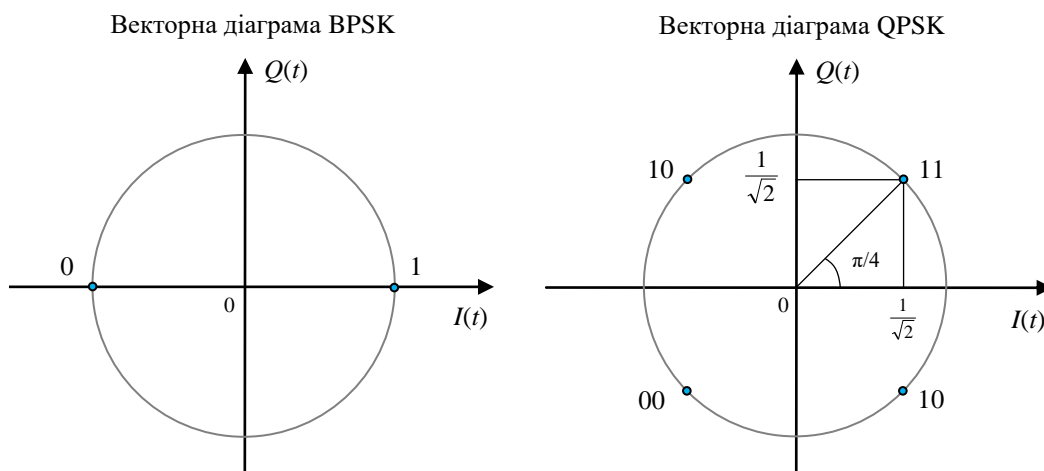 Векторна діаграма BPSK
Q(t)
0
1
0
I(t)
Векторна діаграма QPSK
Q(t)
10
1/√2
11
π/4
0
1/√2
I(t)
00
10